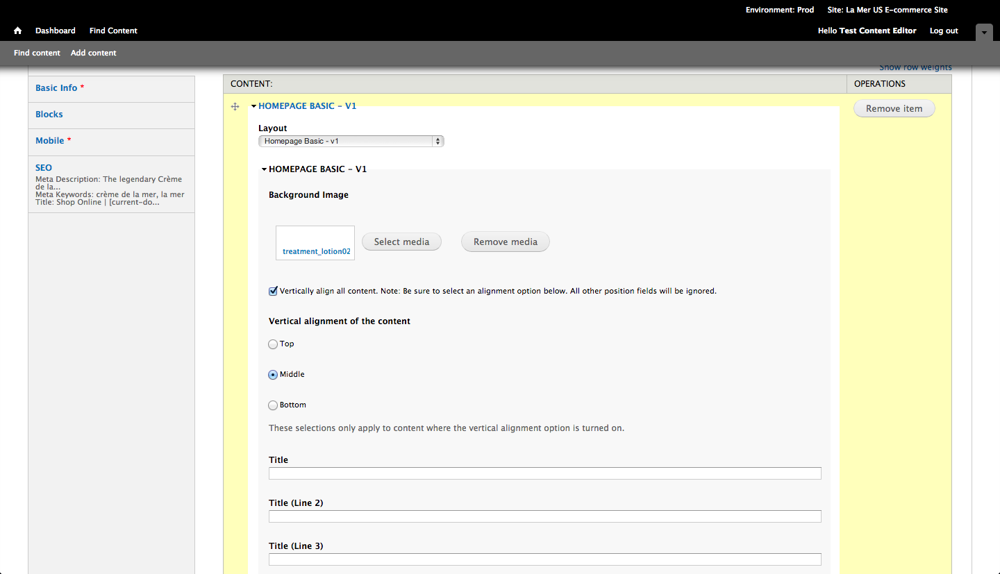 Environment: Prod Site: La Mer US E-commerce Site
Dashboard Find Content
Hello Test Content Editor Log out
Find content Add content
Show row weights
Basic Info *
Blocks
Mobile *
SEO
Meta Description: The legendary Crème
de la...
Meta Keywords: crème de la mer, la mer
Title: Shop Online | [current-do...
CONTENT: OPERATIONS
HOMEPAGE BASIC - V1
Remove item
Layout
Homepage Basic - v1
HOMEPAGE BASIC - V1
Background Image
treatment_lotion02
Select media Remove media
Vertically align all content. Note: Be sure to select an alignment option below. All other position fields will be ignored.
Vertical alignment of the content
Top
Middle
Bottom
These selections only apply to content where the vertical alignment option is turned on.
Title
Title (Line 2)
Title (Line 3)